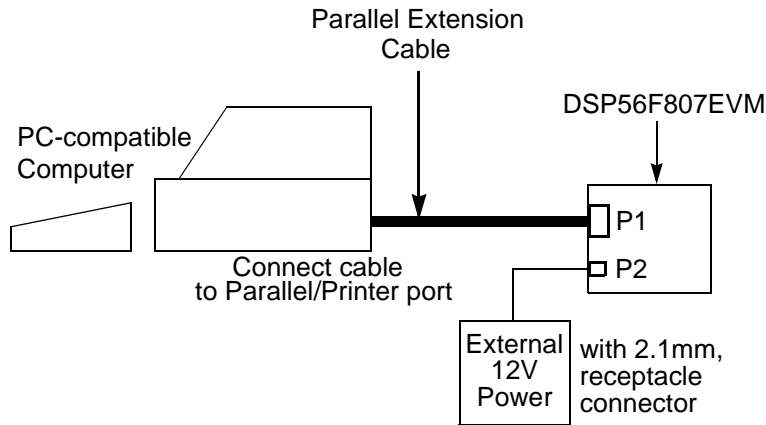 Parallel Extension
Cable
DSP56F807EVM
PC-compatible
Computer
P1
Connect cable
to Parallel/Printer port
P2
External
12V
Power
with 2.1mm,
receptacle
connector